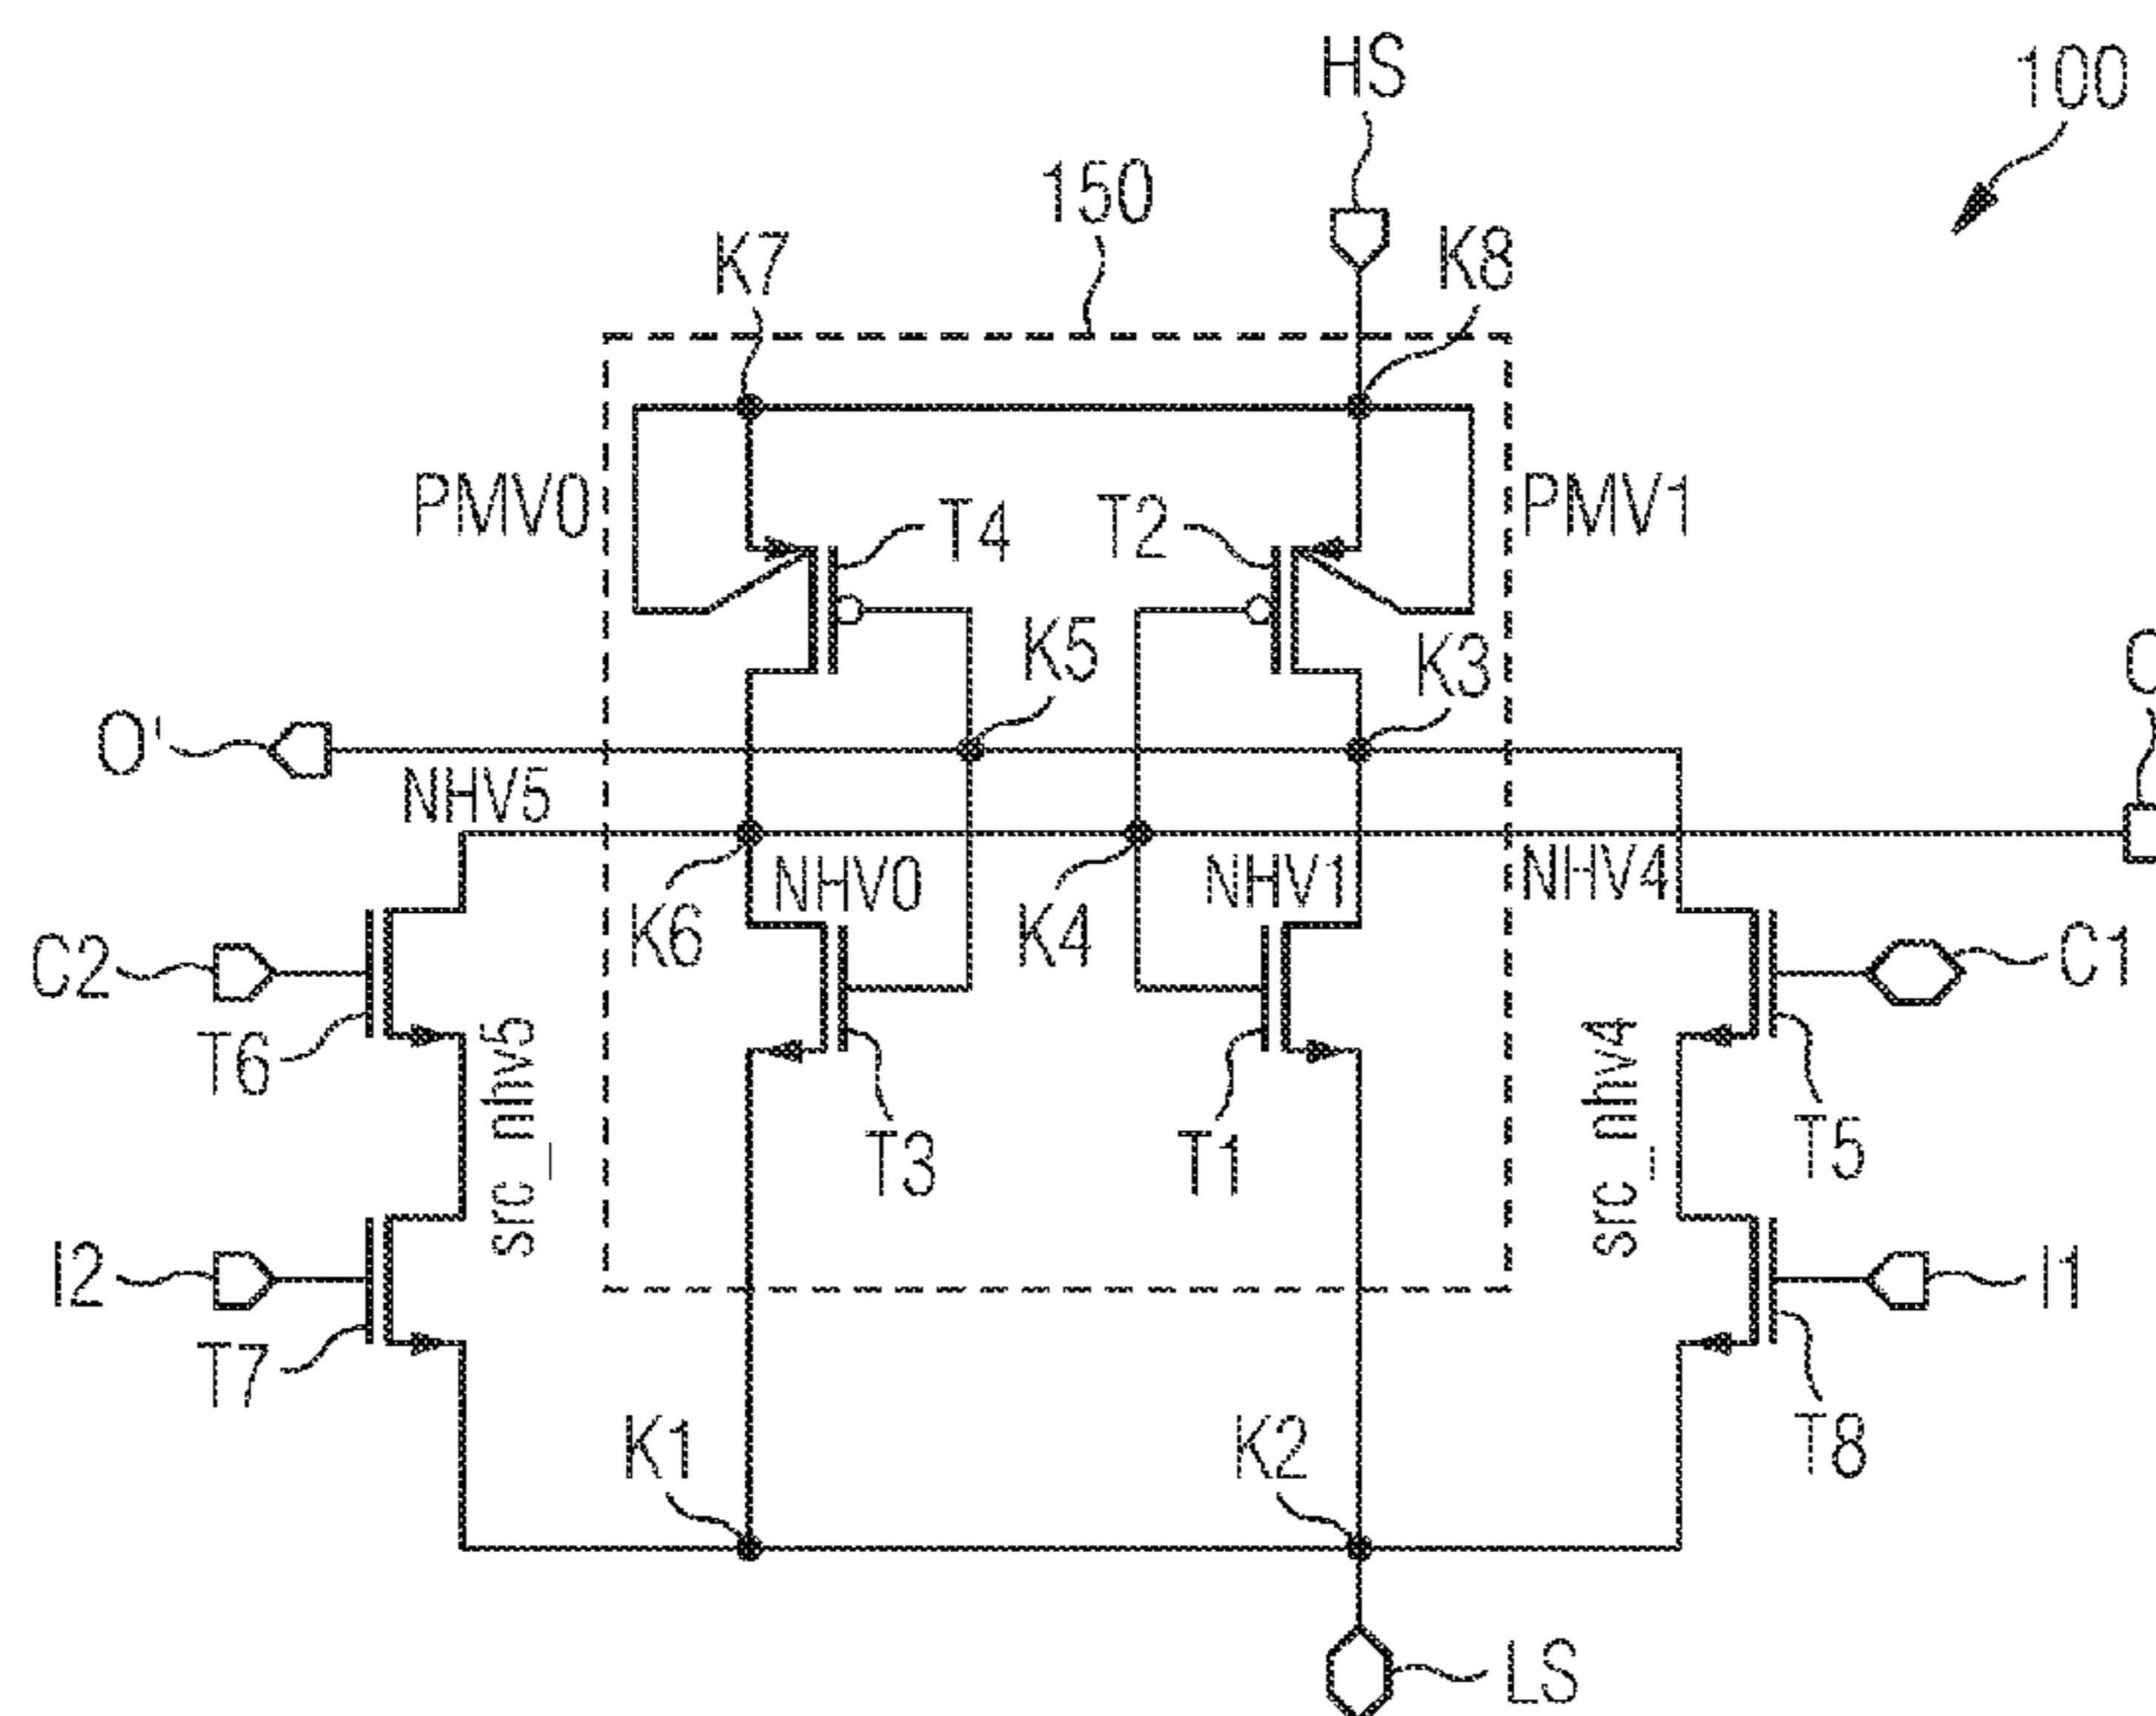 HS
100
150
K7
K8
PMV0
T4
T2
PMV1
K5
K3
O'
NHV5
NHV0
NHV1
NHV4
K6
K4
C2
C1
T6
src_nhv5
src_nhv4
T5
T3
T1
I2
I1
T7
T8
K1
K2
LS